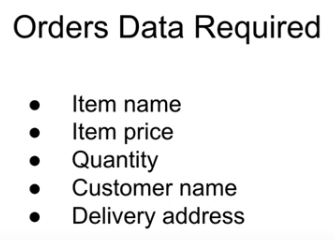 Orders Data Required
● Item name
● Item price
● Quantity
● Customer name
● Delivery address